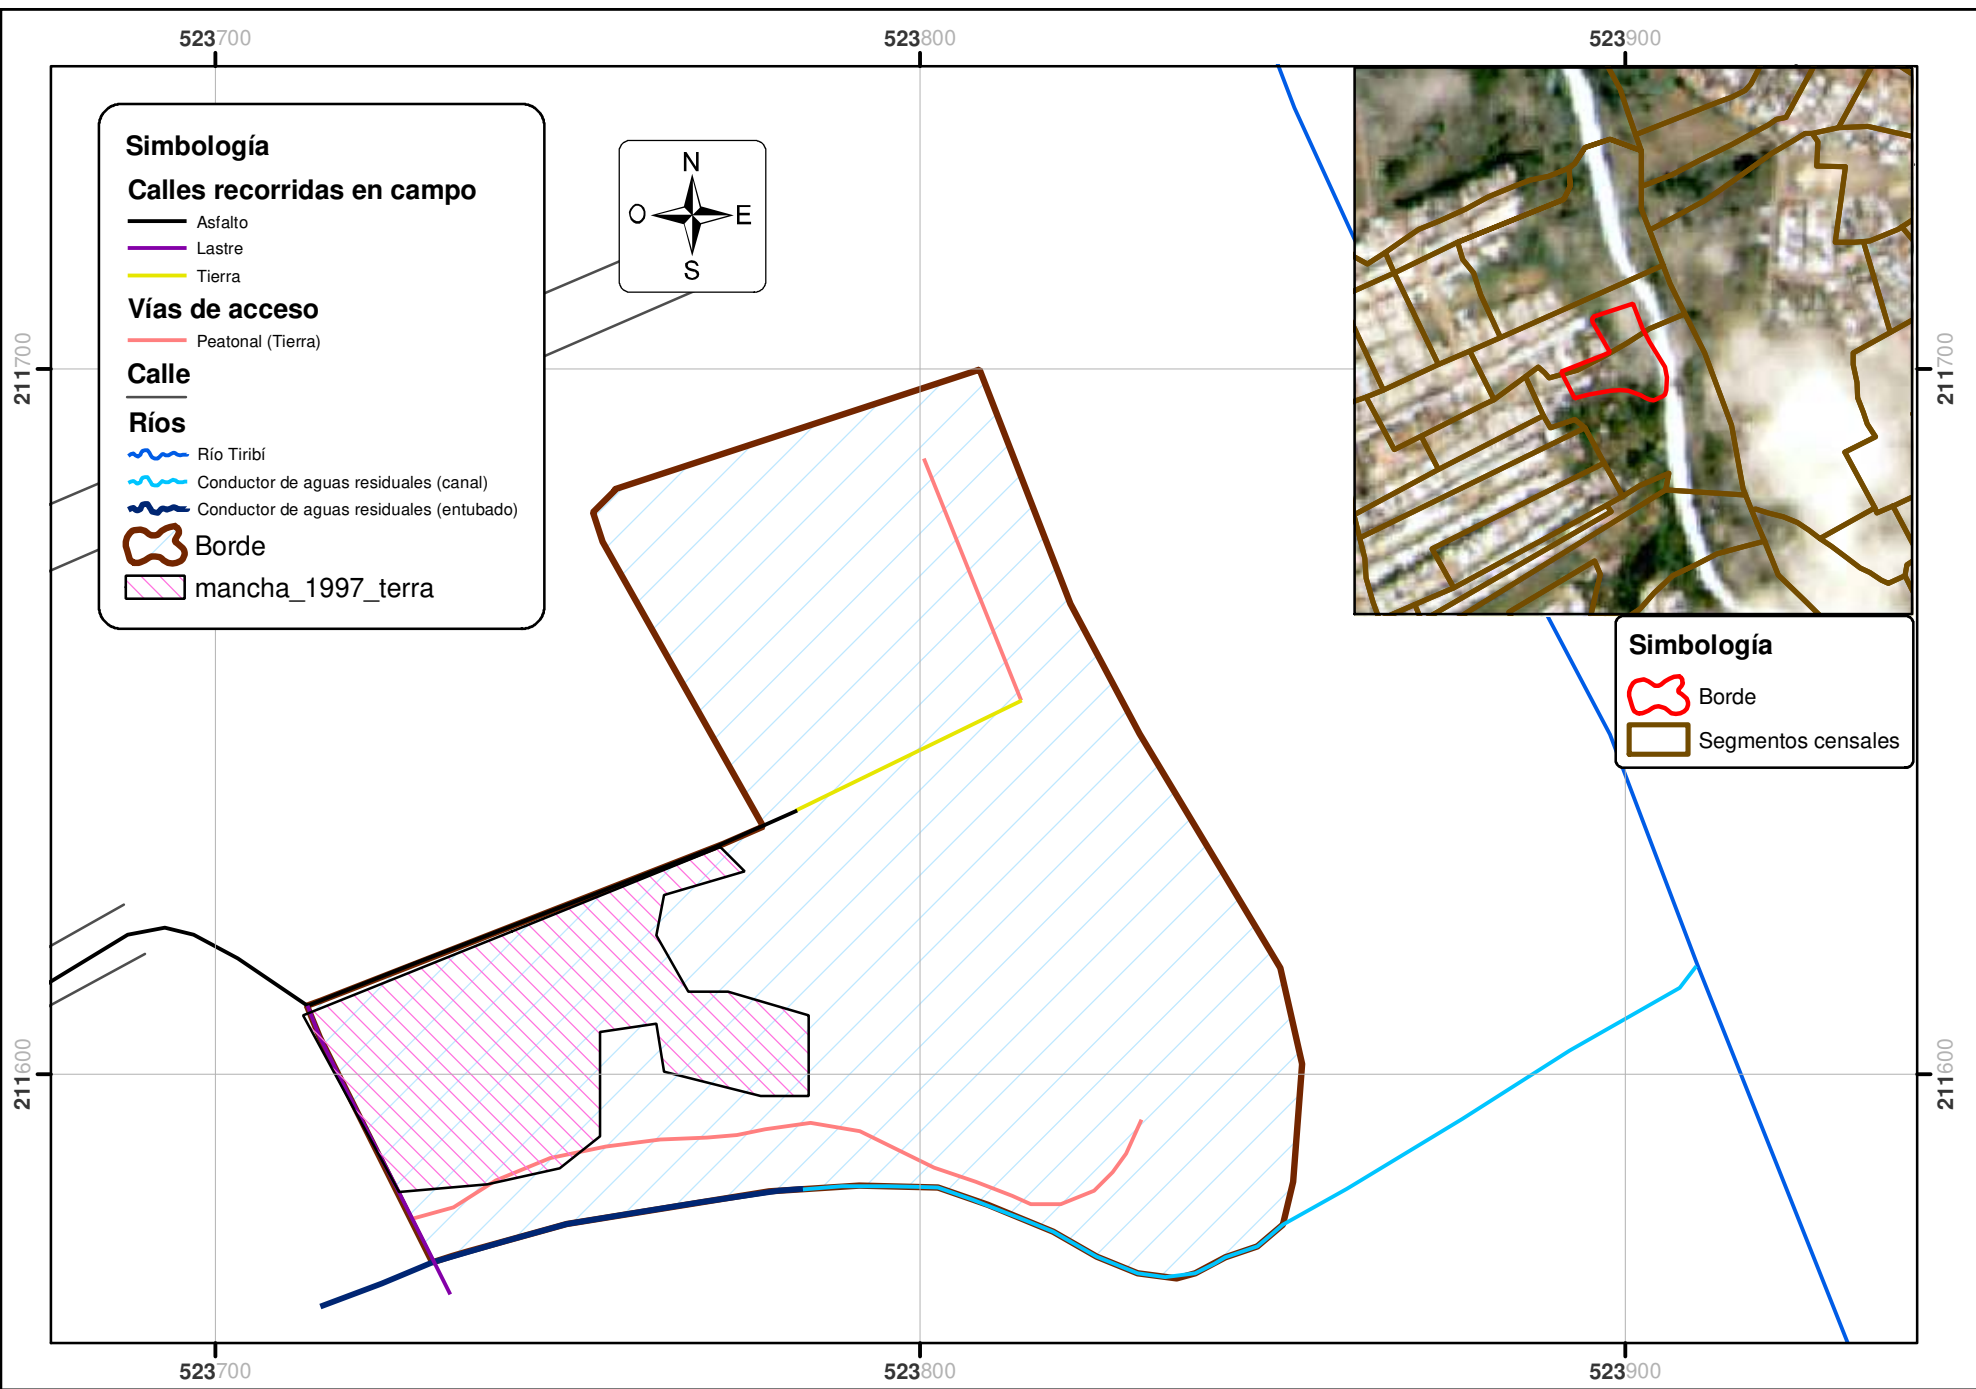 523700
523800
523900
Simbología
Calles recorridas en campo
Asfalto
Lastre
Tierra
Vías de acceso
Peatonal (Tierra)
Calle
Ríos
Río Tiribí
Conductor de aguas residuales (canal)
Conductor de aguas residuales (entubado)
Borde
mancha_1997_terra
N
O
E
S
211700
211700
Simbología
Borde
Segmentos censales
211600
211600
523700
523800
523900